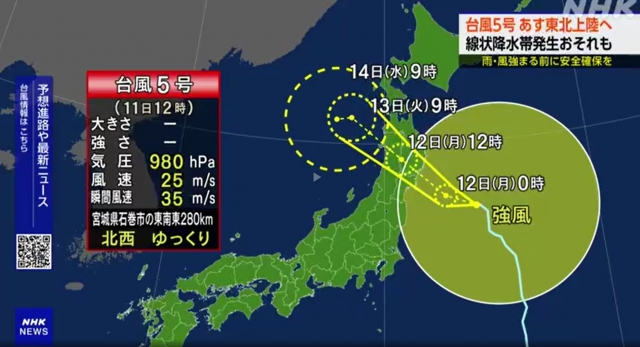 NHK
台風5号 あす東北上陸へ
線状降水帯発生おそれも
雨・風強まる前に安全確保を
予想進路や最新ニュース
台風情報はこちら
NHK
NEWS
台風5号
(11日12時)
大きさ ー
強さ ー
気圧 980 hPa
風速 25 m/s
瞬間風速 35 m/s
宮城県石巻市の東南東280km
北西 ゆっくり
14日(水)9時
13日(火)9時
12日(月)12時
12日(月)0時
強風